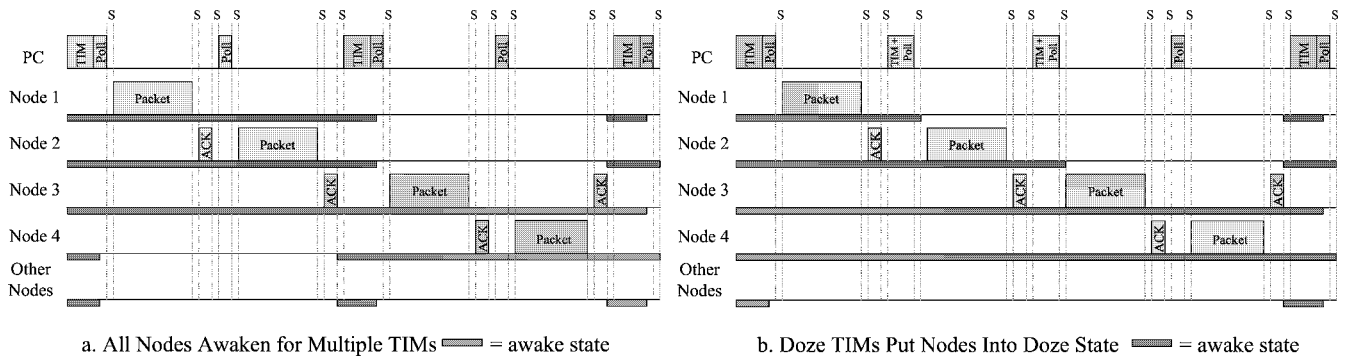 S S S S S S S S S S S S S
PC TIM Poll Poll TIM Poll Poll TIM Poll
Node 1 Packet
Node 2 ACK Packet
Node 3 ACK Packet ACK
Node 4 ACK Packet
Other
Nodes
a. All Nodes Awaken for Multiple TIMs = awake state
S S S S S S S S S S S S S
PC TIM Poll TIM + Poll TIM + Poll Poll TIM Poll
Node 1 Packet
Node 2 ACK Packet
Node 3 ACK Packet ACK
Node 4 ACK Packet
Other
Nodes
b. Doze TIMs Put Nodes Into Doze State = awake state